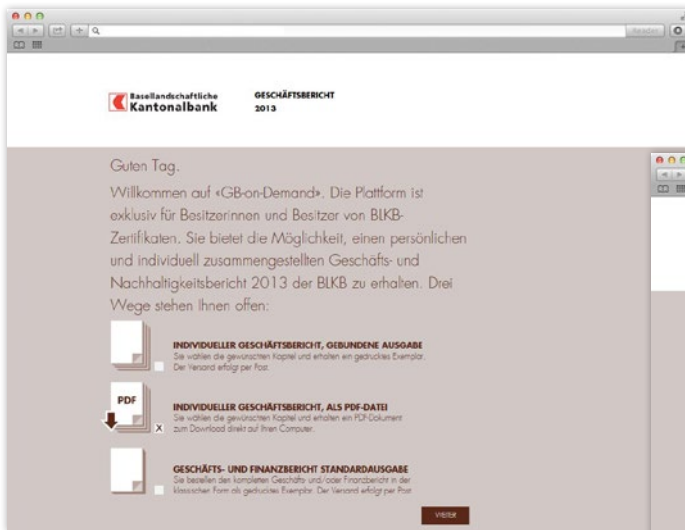 Reader
Basellandschaftliche
Kantonalbank
GESCHÄFTSBERICHT
2013
Guten Tag.
Willkommen auf «GB-on-Demand». Die Plattform ist
exklusiv für Besitzerinnen und Besitzer von BLKB-
Zertifikaten. Sie bietet die Möglichkeit, einen persönlichen
und individuell zusammengestellten Geschäfts- und
Nachhaltigkeitsbericht 2013 der BLKB zu erhalten. Drei
Wege stehen Ihnen offen:
INDIVIDUELLER GESCHÄFTSBERICHT, GEBUNDENE AUSGABE
Sie wählen die gewünschten Kapitel und erhalten ein gedrucktes Exemplar.
Der Versand erfolgt per Post.
PDF
X
INDIVIDUELLER GESCHÄFTSBERICHT, ALS PDF-DATEI
Sie wählen die gewünschten Kapitel und erhalten ein PDF-Dokument
zum Download direkt auf Ihren Computer.
GESCHÄFTS- UND FINANZBERICHT STANDARDAUSGABE
Sie bestellen den kompletten Geschäfts- und/oder Finanzbericht in der
klassischen Form als gedrucktes Exemplar. Der Versand erfolgt per Post.
WEITER